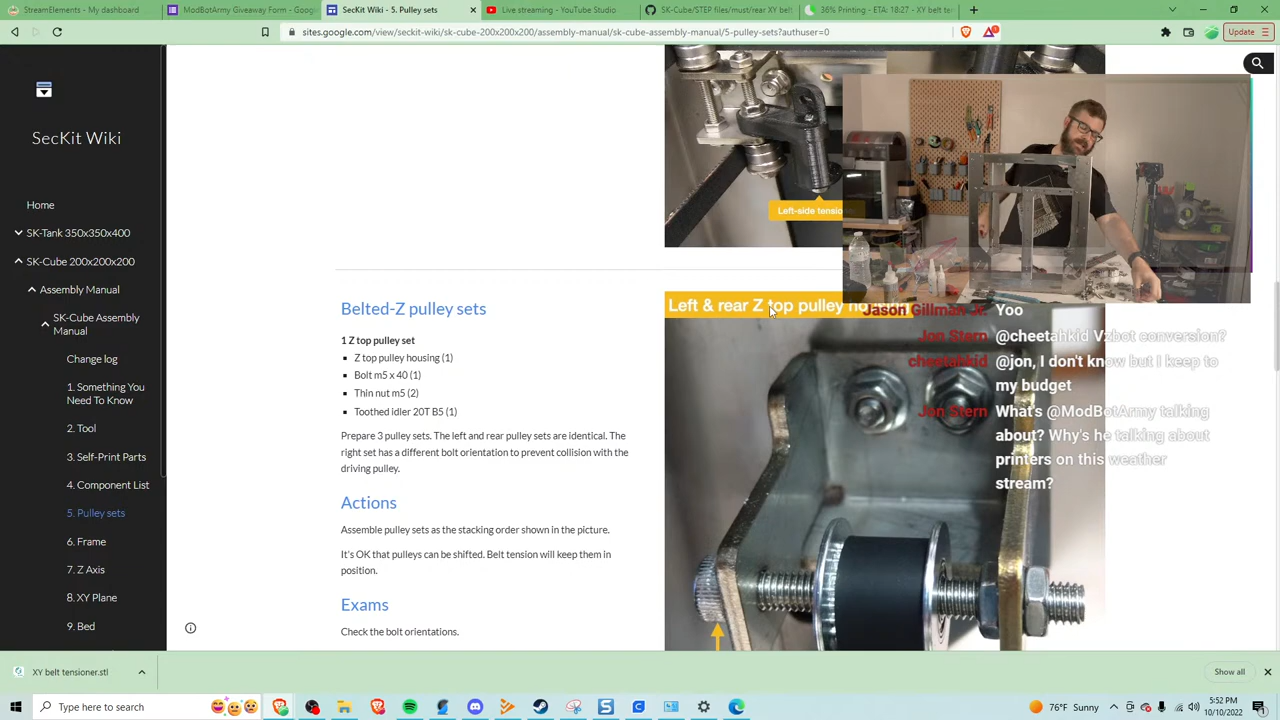 StreamElements - Dashboard
ModBotArmy Giveaway Form - G
SecKit Wiki - 5. Pulley sets
Live streaming - YouTube Studio
SK-Cube/STEP files/must/rear XY bel
36% Printing - ETA: 18:27 - XY belt ten
sites.google.com/view/seckit-wiki/sk-cube-200x200x200/assembly-manual/sk-cube-assembly-manual/5-pulley-sets?authuser=0
Update
SecKit Wiki
Home
SK-Tank 350x350x400
SK-Cube 200x200x200
Assembly Manual
SK-Cube Assembly
Manual
Change Log
1. Something You
Need To Know
2. Tool
3. Self-Print Parts
4. Component List
5. Pulley sets
6. Frame
7. Z Axis
8. XY Plane
9. Bed
Left-side tensio
Belted-Z pulley sets
1 Z top pulley set
Z top pulley housing (1)
Bolt m5 x 40 (1)
Thin nut m5 (2)
Toothed idler 20T B5 (1)
Prepare 3 pulley sets. The left and rear pulley sets are identical. The
right set has a different bolt orientation to prevent collision with the
driving pulley.
Actions
Assemble pulley sets as the stacking order shown in the picture.
It's OK that pulleys can be shifted. Belt tension will keep them in
position.
Exams
Check the bolt orientations.
Left & rear Z top pulley housing
Jason Gillman Jr. Yoo
Jon Stern @cheetahkid Vzbot conversion?
cheetahkid @jon, I don't know but I keep to
my budget
Jon Stern What's @ModBotArmy talking
about? Why's he talking about
printers on this weather
stream?
XY belt tensioner.stl
Show all
Type here to search
76°F Sunny
5:52 PM
10/10/2022